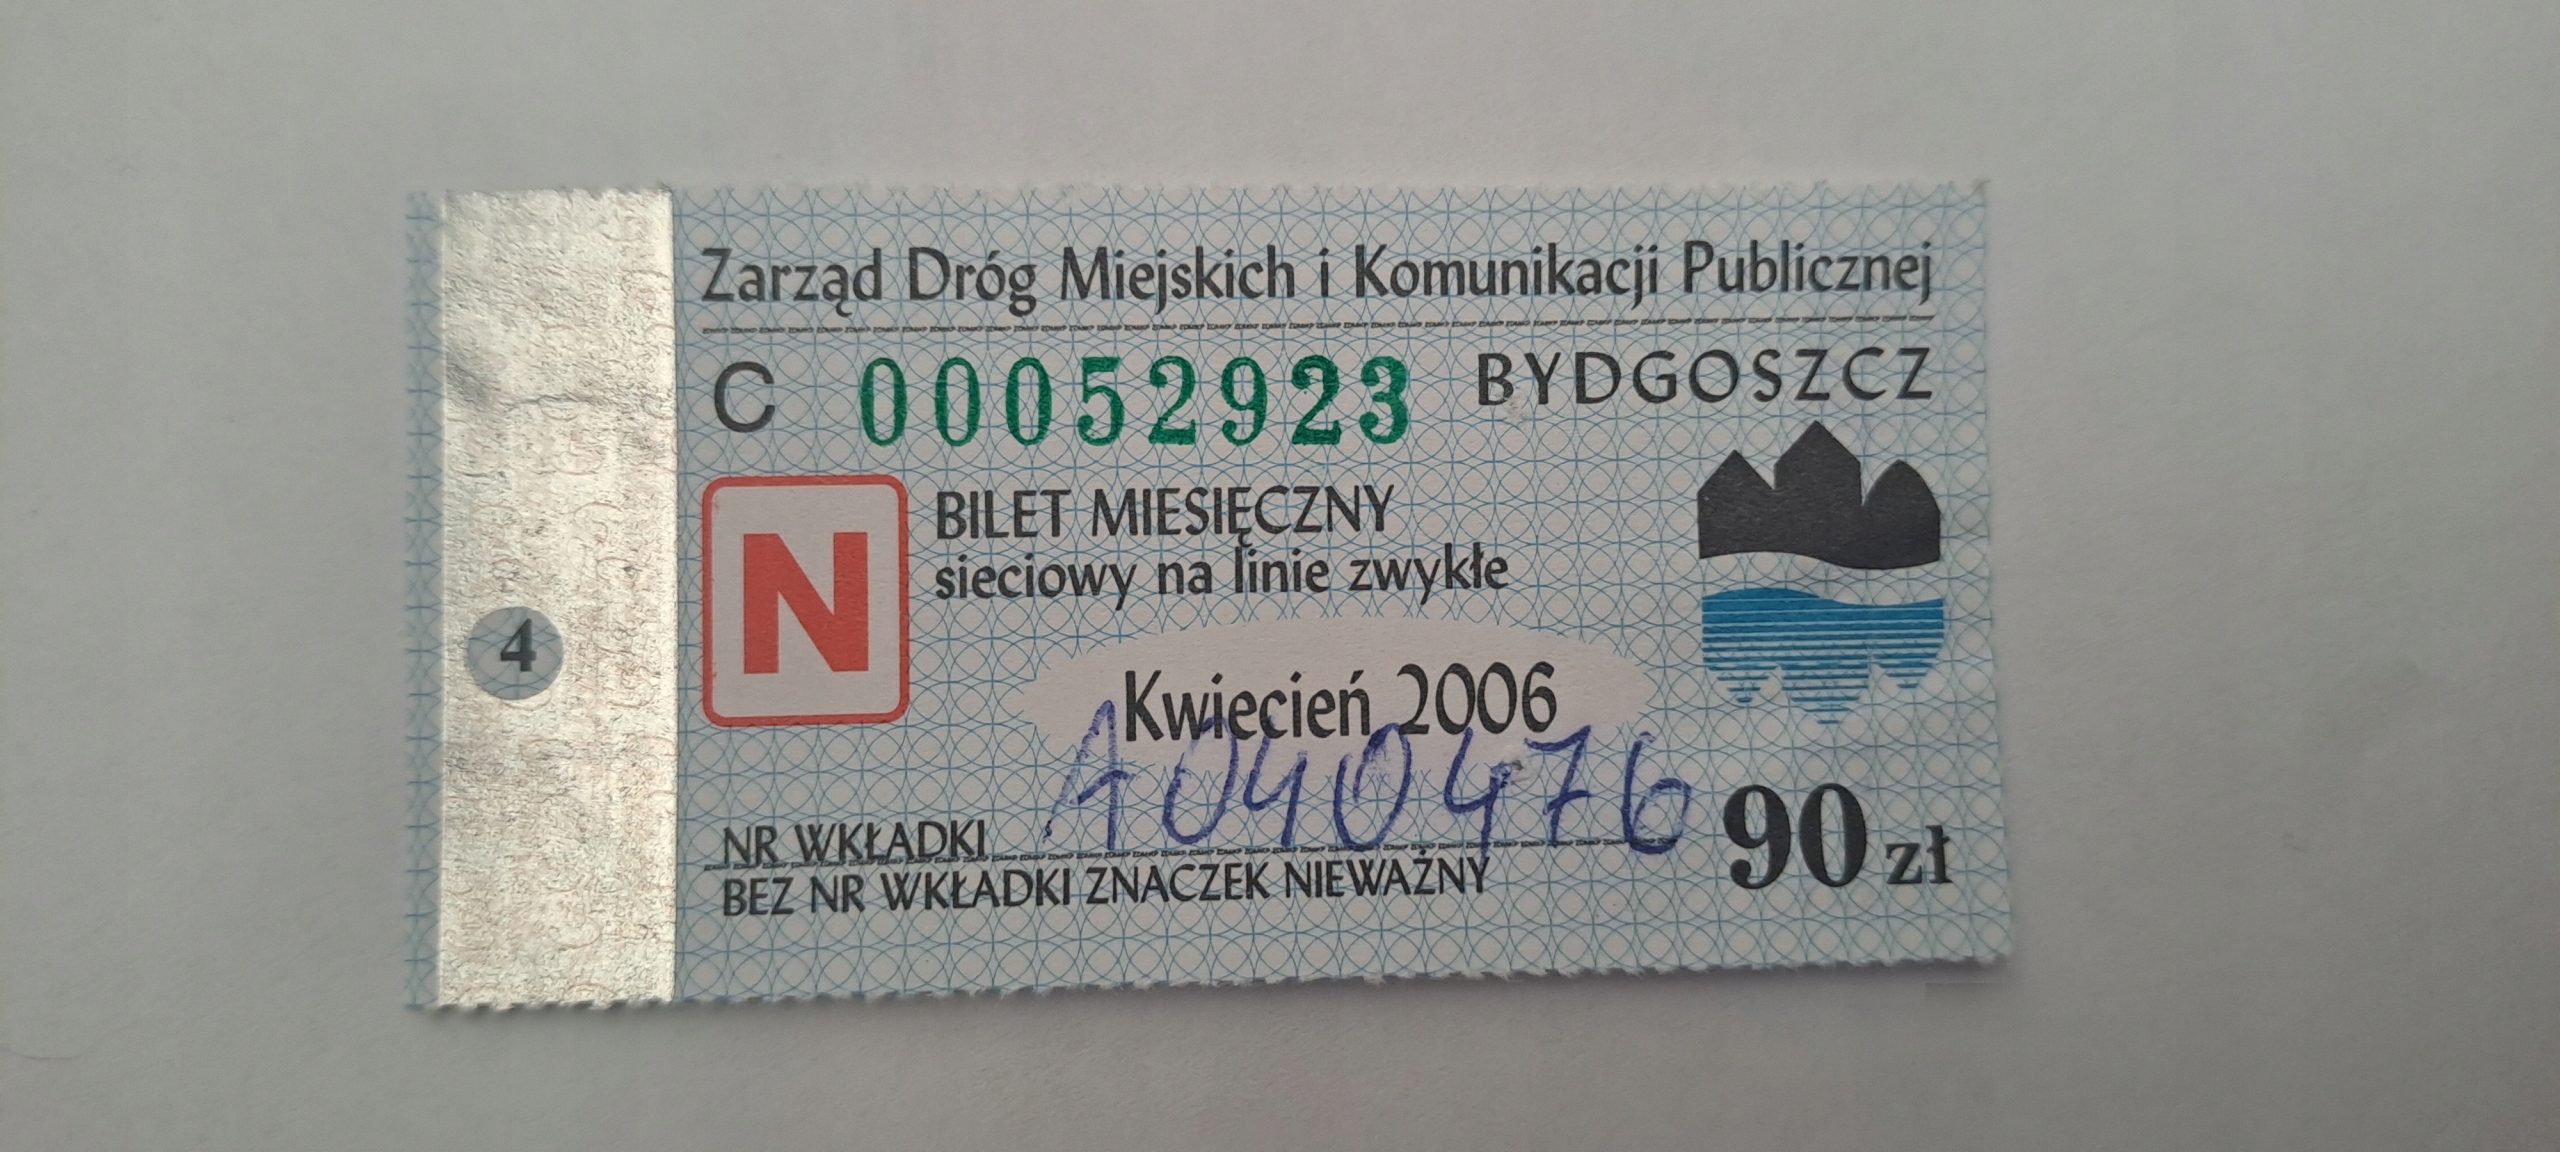 Zarząd Dróg Miejskich i Komunikacji Publicznej
C 00052923 BYDGOSZCZ
N
BILET MIESIĘCZNY
sieciowy na linie zwykłe
4
Kwiecień 2006
NR WKŁADKI A040476
90 zł
BEZ NR WKŁADKI ZNACZEK NIEWAŻNY